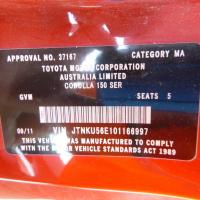 APPROVAL NO. 37167 CATEGORY MA
TOYOTA MOTOR CORPORATION
AUSTRALIA LIMITED
COROLLA 150 SER
GVM SEATS 5
09/11 VIN JTNKU56E101166997
THIS VEHICLE WAS MANUFACTURED TO COMPLY WITH
THE MOTOR VEHICLE STANDARDS ACT 1989